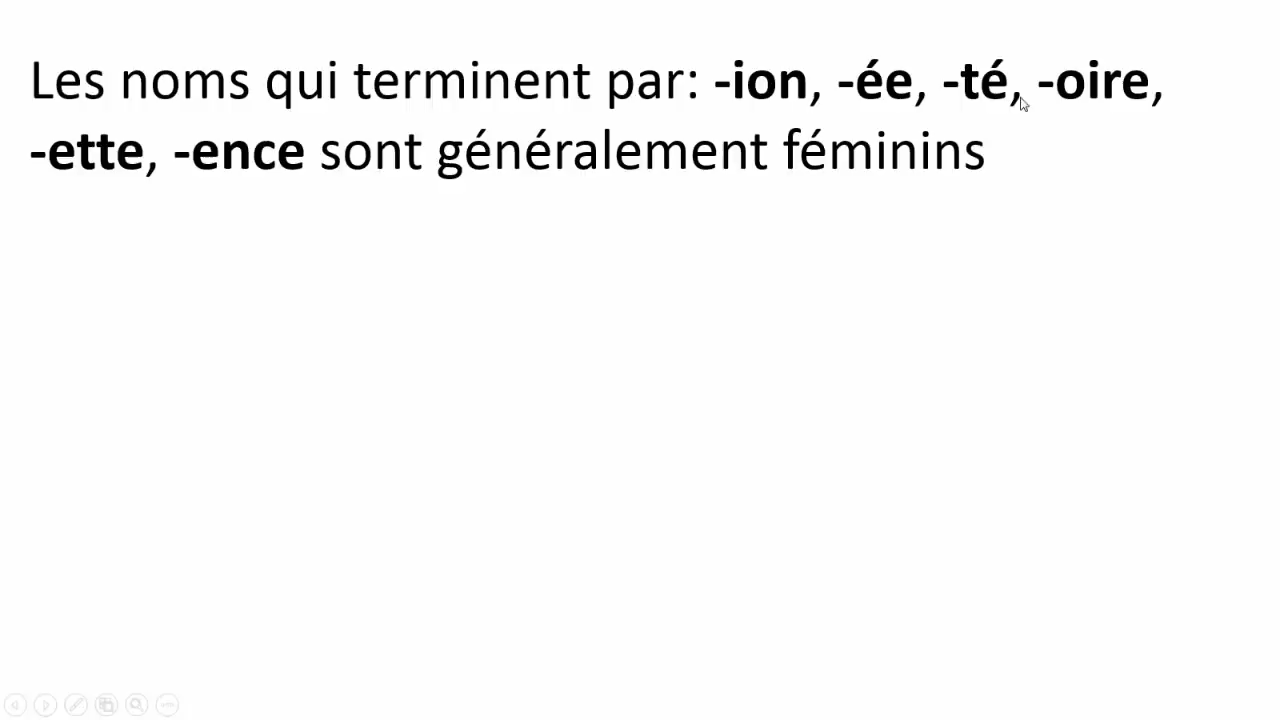 Les noms qui terminent par: -ion, -ée, -té, -oire,
-ette, -ence sont généralement féminins